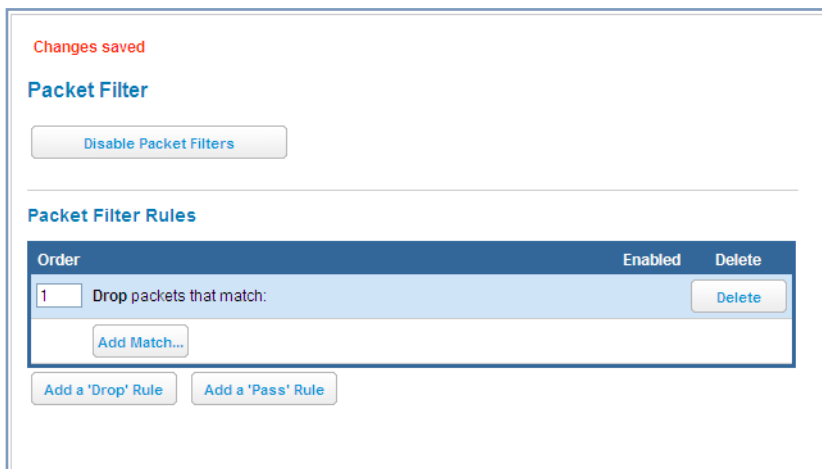 Changes saved
Packet Filter
Disable Packet Filters
Packet Filter Rules
Order Enabled Delete
1 Drop packets that match: Delete
Add Match...
Add a 'Drop' Rule Add a 'Pass' Rule